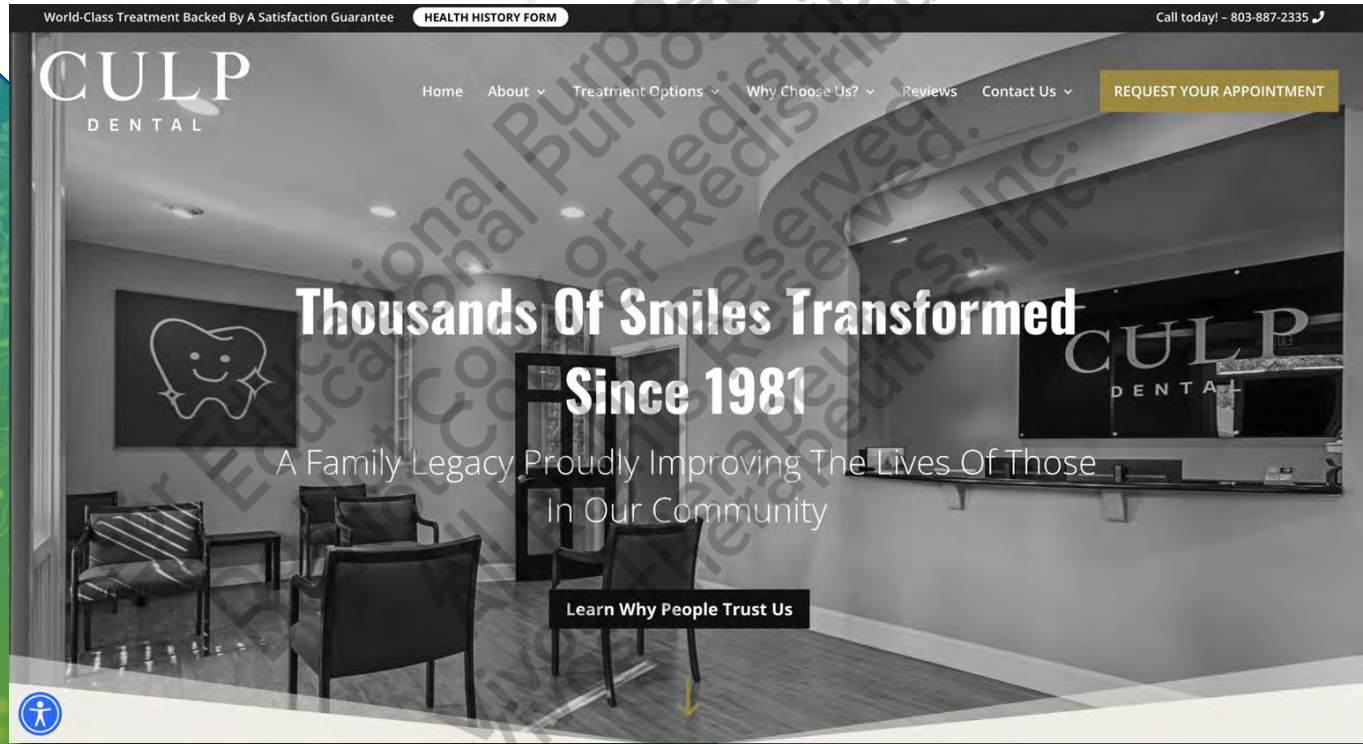 World-Class Treatment Backed By A Satisfaction Guarantee
HEALTH HISTORY FORM
Call today! – 803-887-2335
CULP
DENTAL
Home
About
Treatment Options
Why Choose Us?
Reviews
Contact Us
REQUEST YOUR APPOINTMENT
Thousands Of Smiles Transformed
Since 1981
CULP
DENTAL
A Family Legacy Proudly Improving The Lives Of Those
In Our Community
Learn Why People Trust Us